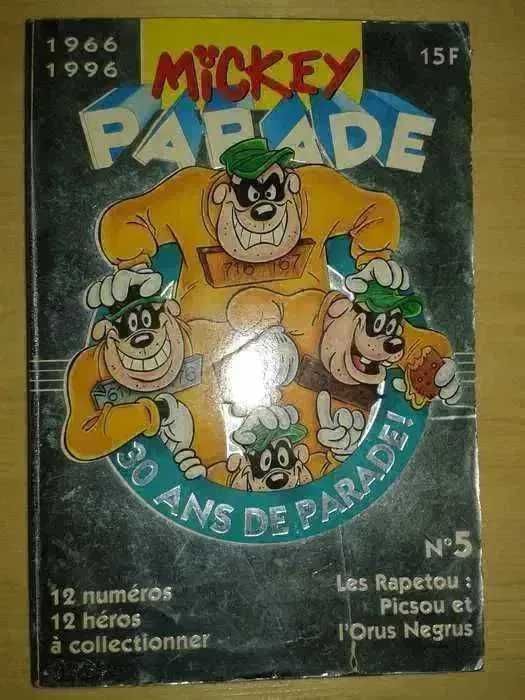 1966
1996
MiCKEY
15F
PARADE
716 167
30 ANS DE PARADE!
N°5
12 numéros
12 héros
à collectionner
Les Rapetou :
Picsou et
l'Orus Negrus